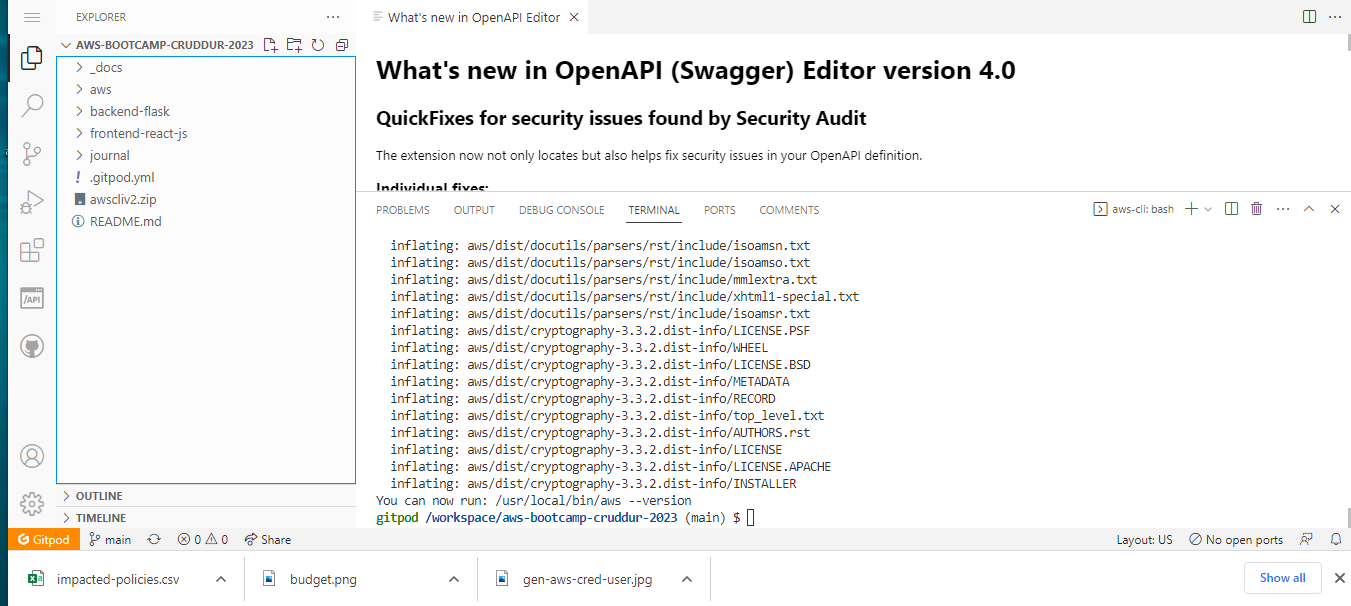 EXPLORER
What's new in OpenAPI Editor
AWS-BOOTCAMP-CRUDDUR-2023
_docs
aws
backend-flask
frontend-react-js
journal
.gitpod.yml
awscliv2.zip
README.md
OUTLINE
TIMELINE
What's new in OpenAPI (Swagger) Editor version 4.0
QuickFixes for security issues found by Security Audit
The extension now not only locates but also helps fix security issues in your OpenAPI definition.
Individual fixes:
PROBLEMS OUTPUT DEBUG CONSOLE TERMINAL PORTS COMMENTS aws-cli: bash
inflating: aws/dist/docutils/parsers/rst/include/isoamsn.txt
inflating: aws/dist/docutils/parsers/rst/include/isoamso.txt
inflating: aws/dist/docutils/parsers/rst/include/mmlextra.txt
inflating: aws/dist/docutils/parsers/rst/include/xhtml1-special.txt
inflating: aws/dist/docutils/parsers/rst/include/isoamsr.txt
inflating: aws/dist/cryptography-3.3.2.dist-info/LICENSE.PSF
inflating: aws/dist/cryptography-3.3.2.dist-info/WHEEL
inflating: aws/dist/cryptography-3.3.2.dist-info/LICENSE.BSD
inflating: aws/dist/cryptography-3.3.2.dist-info/METADATA
inflating: aws/dist/cryptography-3.3.2.dist-info/RECORD
inflating: aws/dist/cryptography-3.3.2.dist-info/top_level.txt
inflating: aws/dist/cryptography-3.3.2.dist-info/AUTHORS.rst
inflating: aws/dist/cryptography-3.3.2.dist-info/LICENSE
inflating: aws/dist/cryptography-3.3.2.dist-info/LICENSE.APACHE
inflating: aws/dist/cryptography-3.3.2.dist-info/INSTALLER
You can now run: /usr/local/bin/aws --version
gitpod /workspace/aws-bootcamp-cruddur-2023 (main) $
/API
Gitpod main 0 0 Share Layout: US No open ports
impacted-policies.csv budget.png gen-aws-cred-user.jpg Show all